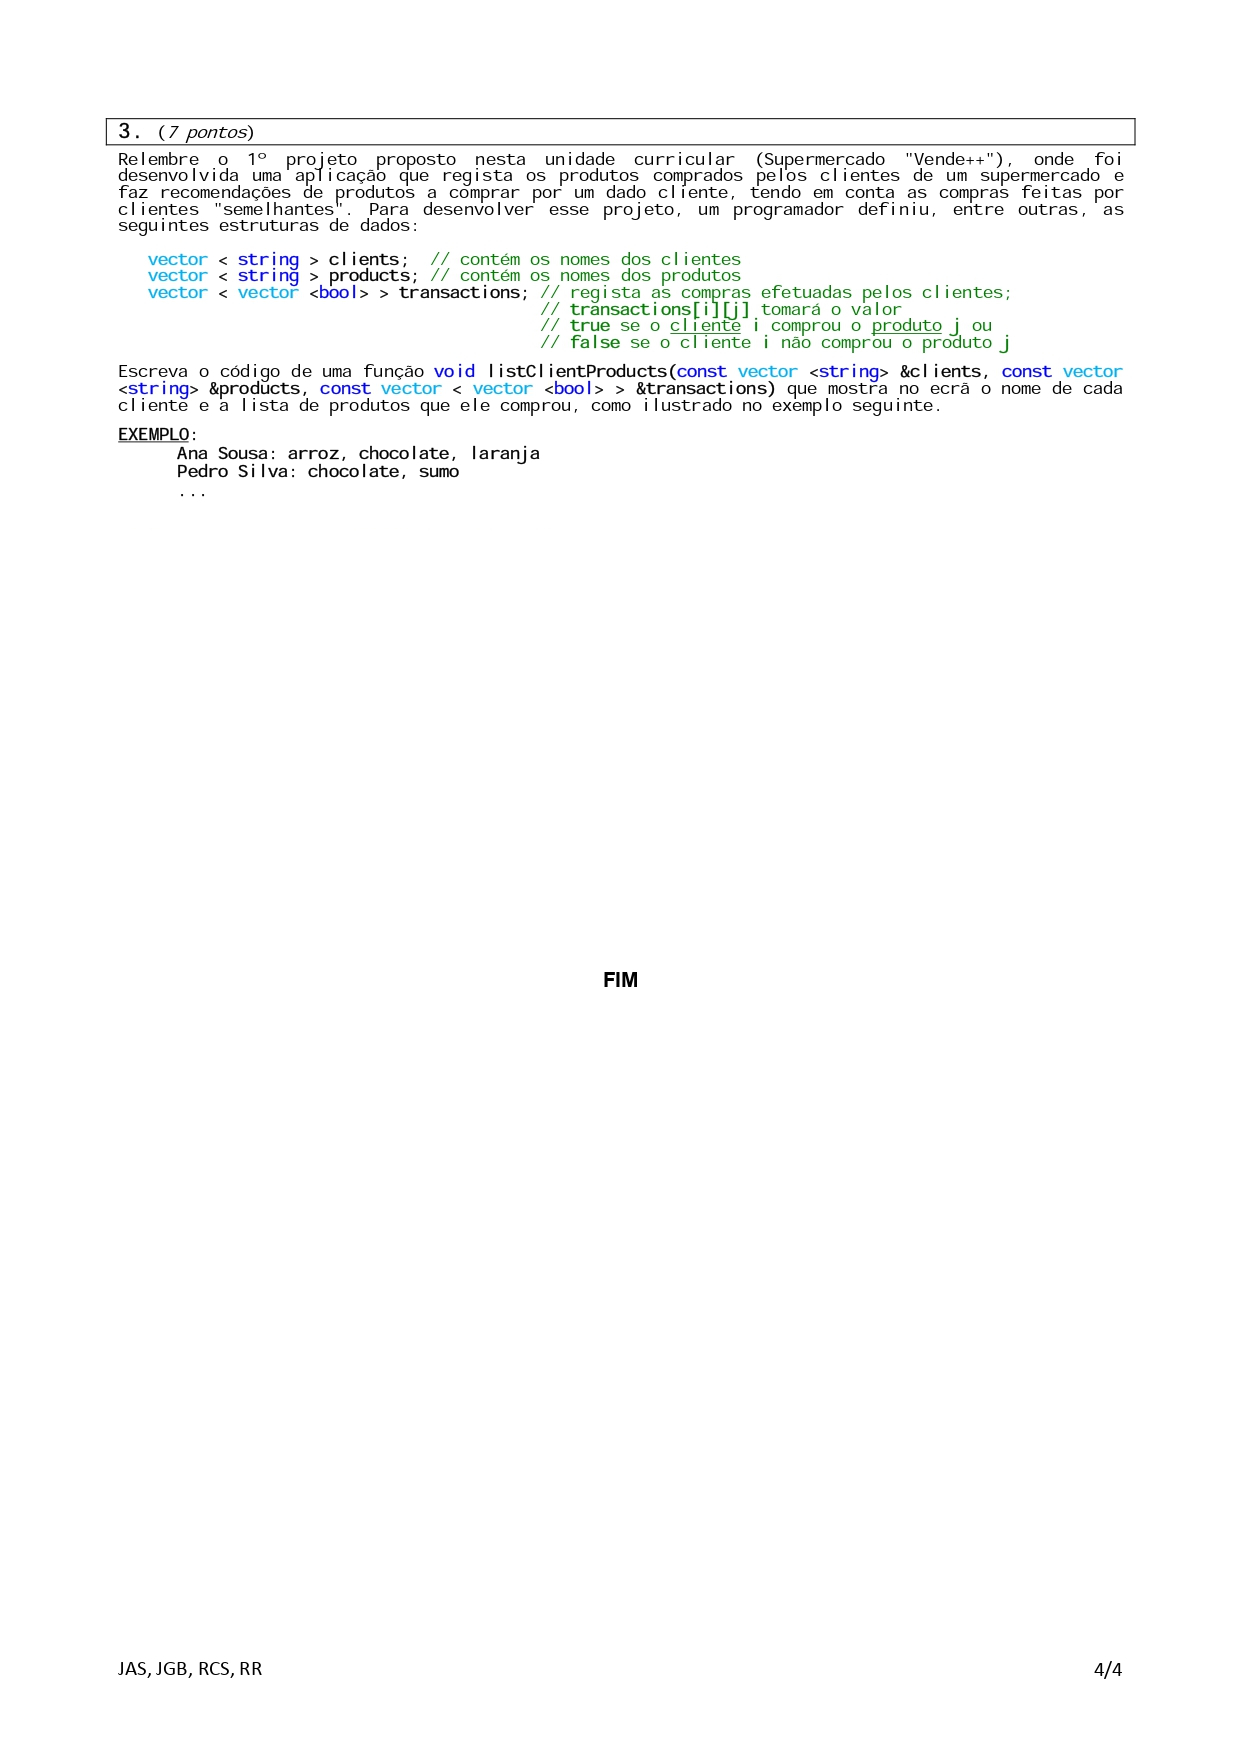 3. (7 pontos)
Relembre o 1º projeto proposto nesta unidade curricular (Supermercado "Vende++"), onde foi
desenvolvida uma aplicação que regista os produtos comprados pelos clientes de um supermercado e
faz recomendações de produtos a comprar por um dado cliente, tendo em conta as compras feitas por
clientes "semelhantes". Para desenvolver esse projeto, um programador definiu, entre outras, as
seguintes estruturas de dados:
vector < string > clients; // contém os nomes dos clientes
vector < string > products; // contém os nomes dos produtos
vector < vector <bool> > transactions; // regista as compras efetuadas pelos clientes;
// transactions[i][j] tomará o valor
// true se o cliente i comprou o produto j ou
// false se o cliente i não comprou o produto j
Escreva o código de uma função void listClientProducts(const vector <string> &clients, const vector
<string> &products, const vector < vector <bool> > &transactions) que mostra no ecrã o nome de cada
cliente e a lista de produtos que ele comprou, como ilustrado no exemplo seguinte.
EXEMPLO:
Ana Sousa: arroz, chocolate, laranja
Pedro Silva: chocolate, sumo
...
FIM
JAS, JGB, RCS, RR 4/4